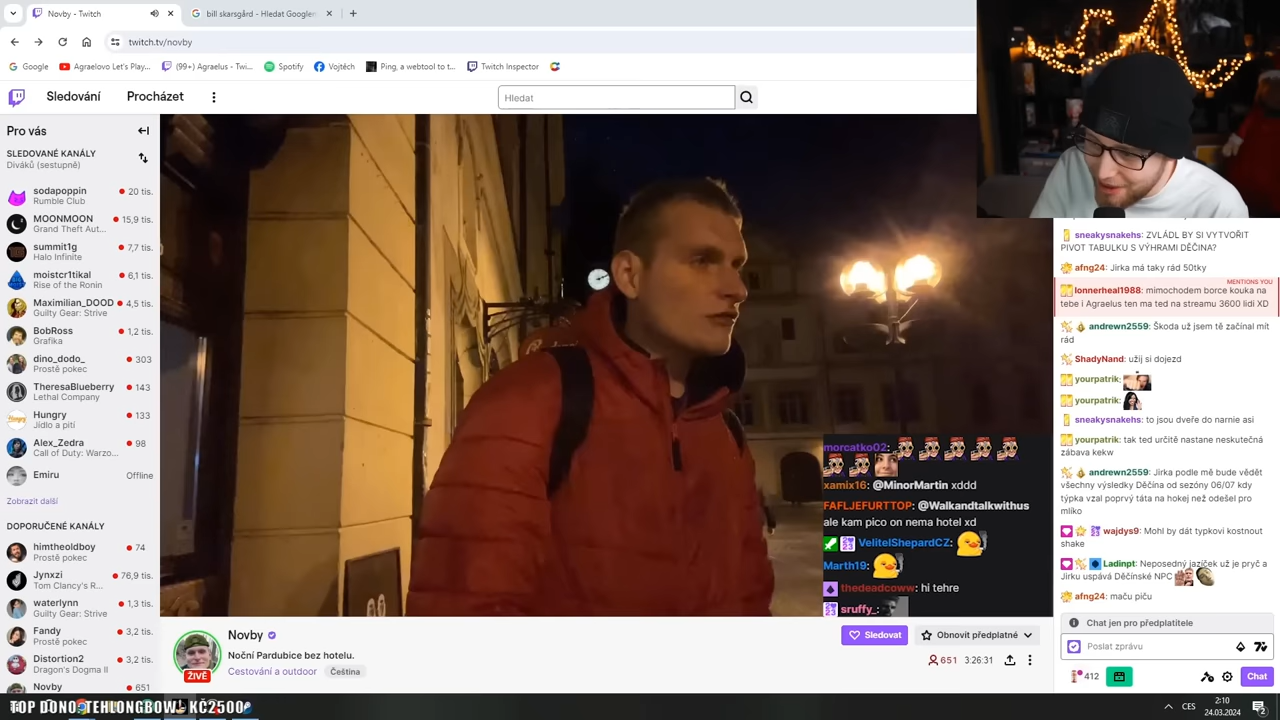 Novby - Twitch
bill skarsgård - Hledat Google
twitch.tv/novby
Google
Agraelovo Let's Play...
(99+) Agraelus - Twi...
Spotify
Vojtěch
Ping, a webtool to t...
Twitch Inspector
Sledování
Procházet
Hledat
Pro vás
SLEDOVANÉ KANÁLY
Diváků (sestupně)
sodapoppin
20 tis.
Rumble Club
MOONMOON
15,9 tis.
Grand Theft Aut...
summit1g
7,7 tis.
Halo Infinite
moistcr1tikal
6,1 tis.
Rise of the Ronin
Maximilian_DOOD
4,5 tis.
Guilty Gear: Strive
BobRoss
1,2 tis.
Grafika
dino_dodo_
303
Prostě pokec
TheresaBlueberry
143
Lethal Company
Hungry
133
Jídlo a pití
Alex_Zedra
98
Call of Duty: Warzo...
Emiru
Offline
Zobrazit další
DOPORUČENÉ KANÁLY
himtheoldboy
74
Prostě pokec
Jynxzi
76,9 tis.
Tom Clancy's R...
waterlynn
1,3 tis.
Guilty Gear: Strive
Fandy
3,2 tis.
Prostě pokec
Distortion2
3,2 tis.
Dragon's Dogma II
Novby
651
morcatko02:
xamix16: @MinorMartin xddd
FAFLJEFURTTOP: @Walkandtalkwithus
ale kam pico on nema hotel xd
VelitelShepardCZ:
Marth19:
thedeadcoww: hi tehre
sruffy_:
ŽIVĚ
Novby
Noční Pardubice bez hotelu.
Cestování a outdoor
Čeština
Sledovat
Obnovit předplatné
651
3:26:31
sneakysnakehs: ZVLÁDL BY SI VYTVOŘIT
PIVOT TABULKU S VÝHRAMI DĚČINA?
afng24: Jirka má taky rád 50tky
MENTIONS YOU
lonnerheal1988: mimochodem borce kouka na
tebe i Agraelus ten ma ted na streamu 3600 lidi XD
andrewn2559: Škoda už jsem tě začínal mít
rád
ShadyNand: užij si dojezd
yourpatrik:
yourpatrik:
sneakysnakehs: to jsou dveře do narnie asi
yourpatrik: tak ted určitě nastane neskutečná
zábava kekw
andrewn2559: Jirka podle mě bude vědět
všechny výsledky Děčína od sezóny 06/07 kdy
týpka vzal poprvý táta na hokej než odešel pro
mlíko
wajdys9: Mohl by dát typkovi kostnout
shake
Ladinpt: Neposedný jazíček už je pryč a
Jirku uspává Děčínské NPC
afng24: maču piču
Chat jen pro předplatitele
Poslat zprávu
412
Chat
TOP DONO
TEHLONGBOW
KČ2500
CES
2:10
24.03.2024
2